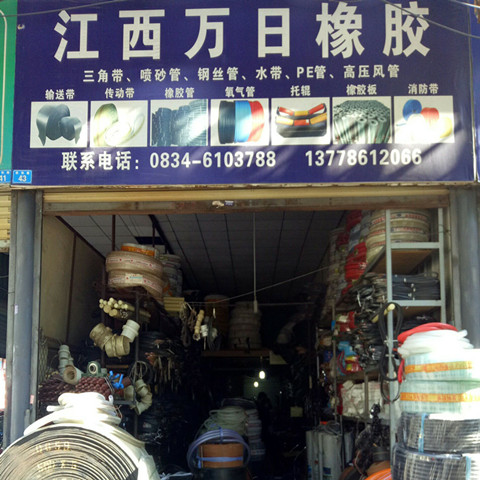 江西万日橡胶
三角带、喷砂管、钢丝管、水带、PE管、高压风管
输送带 传动带 橡胶管 氧气管 托辊 橡胶板 消防带
联系电话：0834-6103788 13778612066
41 43